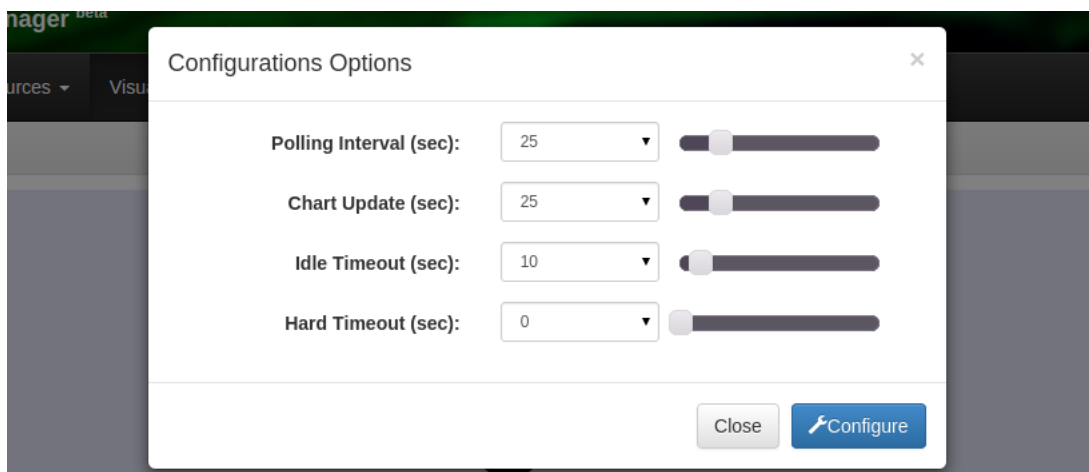 nager beta
Configurations Options ×
urces Visu
Polling Interval (sec): 25
Chart Update (sec): 25
Idle Timeout (sec): 10
Hard Timeout (sec): 0
Close Configure